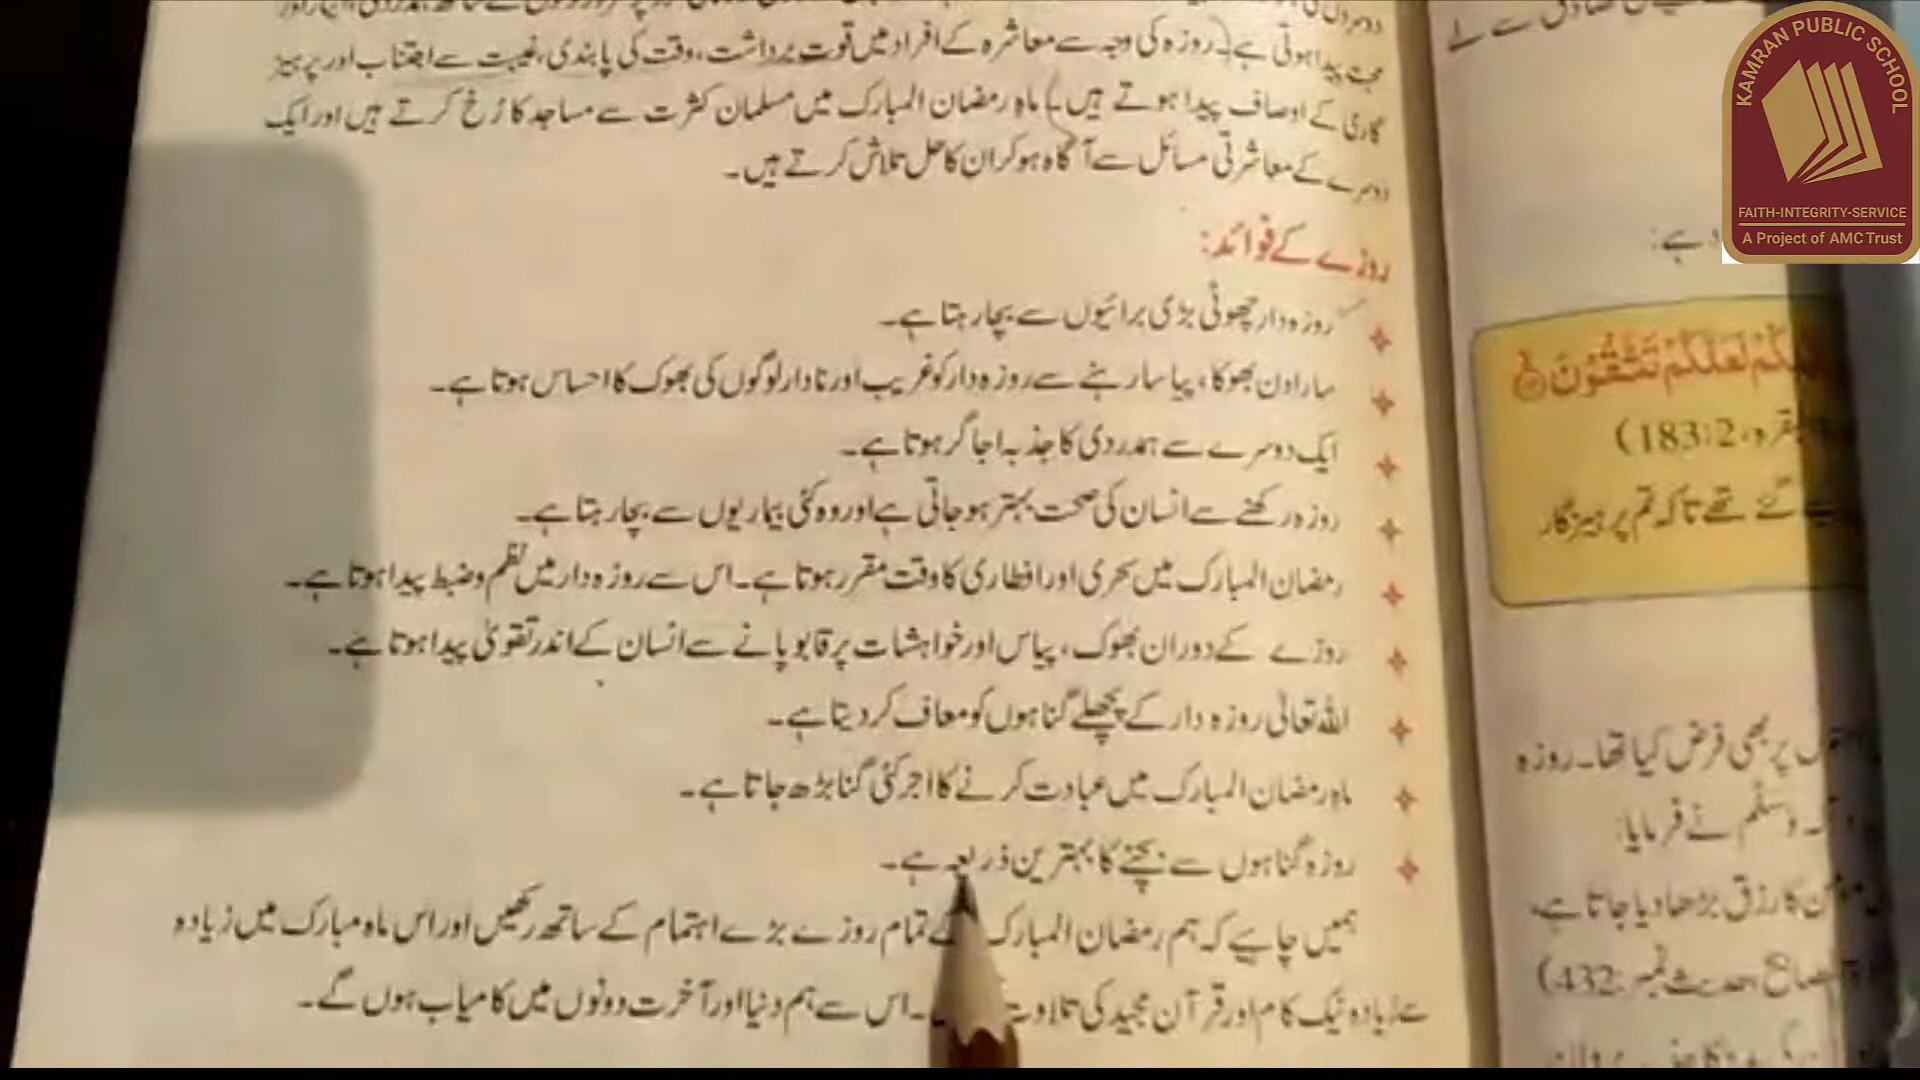 محبت پیدا ہوتی ہے۔ (روزہ کی وجہ سے معاشرہ کے افراد میں قوت برداشت، وقت کی پابندی، غیبت سے اجتناب اور پرہیز
گاری کے اوصاف پیدا ہوتے ہیں۔) ماہِ رمضان المبارک میں مسلمان کثرت سے مساجد کا رُخ کرتے ہیں اور ایک
دوسرے کے معاشرتی مسائل سے آگاہ ہو کر ان کا حل تلاش کرتے ہیں۔
روزے کے فوائد:
روزہ دار چھوٹی بڑی برائیوں سے بچا رہتا ہے۔
سارا دن بھوکا، پیاسا رہنے سے روزہ دار کو غریب اور نادار لوگوں کی بھوک کا احساس ہوتا ہے۔
ایک دوسرے سے ہمدردی کا جذبہ اجاگر ہوتا ہے۔
روزہ رکھنے سے انسان کی صحت بہتر ہو جاتی ہے اور وہ کئی بیماریوں سے بچا رہتا ہے۔
رمضان المبارک میں سحری اور افطاری کا وقت مقرر ہوتا ہے۔ اس سے روزہ دار میں نظم و ضبط پیدا ہوتا ہے۔
روزے کے دوران بھوک، پیاس اور خواہشات پر قابو پانے سے انسان کے اندر تقویٰ پیدا ہوتا ہے۔
اللہ تعالیٰ روزہ دار کے پچھلے گناہوں کو معاف کر دیتا ہے۔
ماہِ رمضان المبارک میں عبادت کرنے کا اجر کئی گنا بڑھ جاتا ہے۔
روزہ گناہوں سے بچنے کا بہترین ذریعہ ہے۔
ہمیں چاہیے کہ ہم رمضان المبارک کے تمام روزے بڑے اہتمام کے ساتھ رکھیں اور اس ماہ مبارک میں زیادہ
سے زیادہ نیک کام اور قرآن مجید کی تلاوت ۔ اس سے ہم دنیا اور آخرت دونوں میں کامیاب ہوں گے۔
سے لے
ہے:
لَعَلَّكُمْ تَتَّقُوْنَ
183:2)
گئے تھے تاکہ تم پرہیزگار
پر بھی فرض کیا تھا۔ روزہ
وسلّم نے فرمایا:
کا رزق بڑھا دیا جاتا ہے۔
حدیث نمبر: 432)
KAMRAN PUBLIC SCHOOL
FAITH-INTEGRITY-SERVICE
A Project of AMC Trust